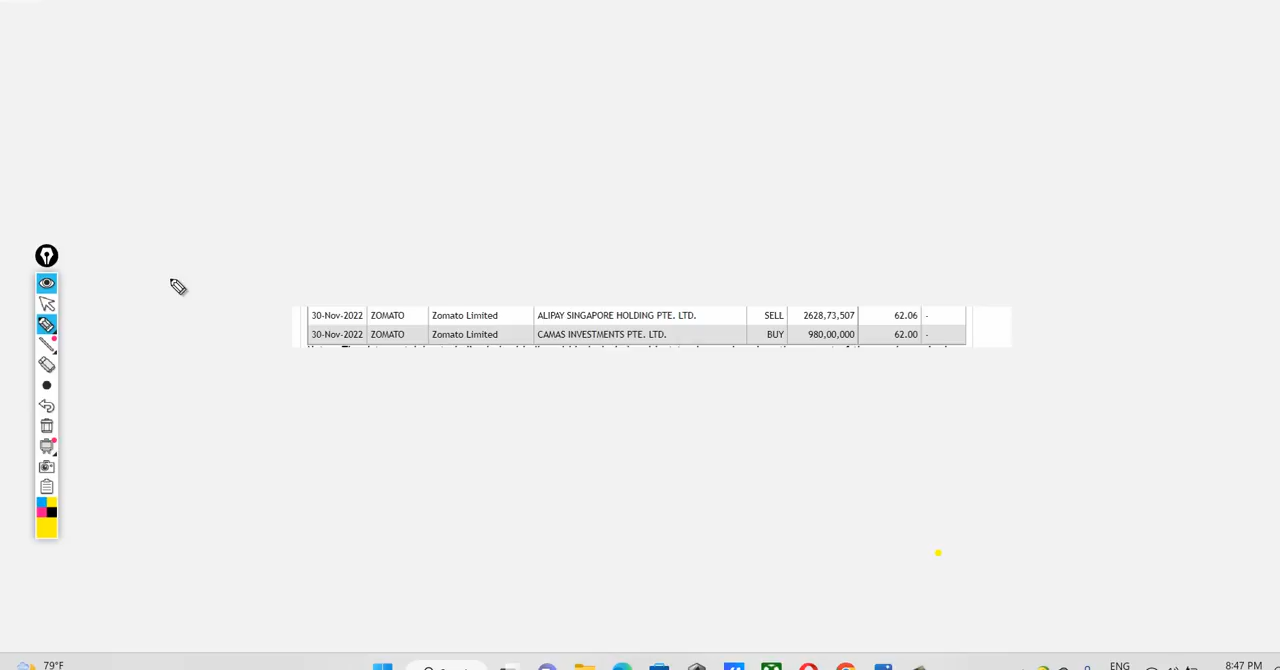 30-Nov-2022 ZOMATO Zomato Limited ALIPAY SINGAPORE HOLDING PTE. LTD. SELL 2628,73,507 62.06 -
30-Nov-2022 ZOMATO Zomato Limited CAMAS INVESTMENTS PTE. LTD. BUY 980,00,000 62.00 -
79°F
ENG
8:47 PM